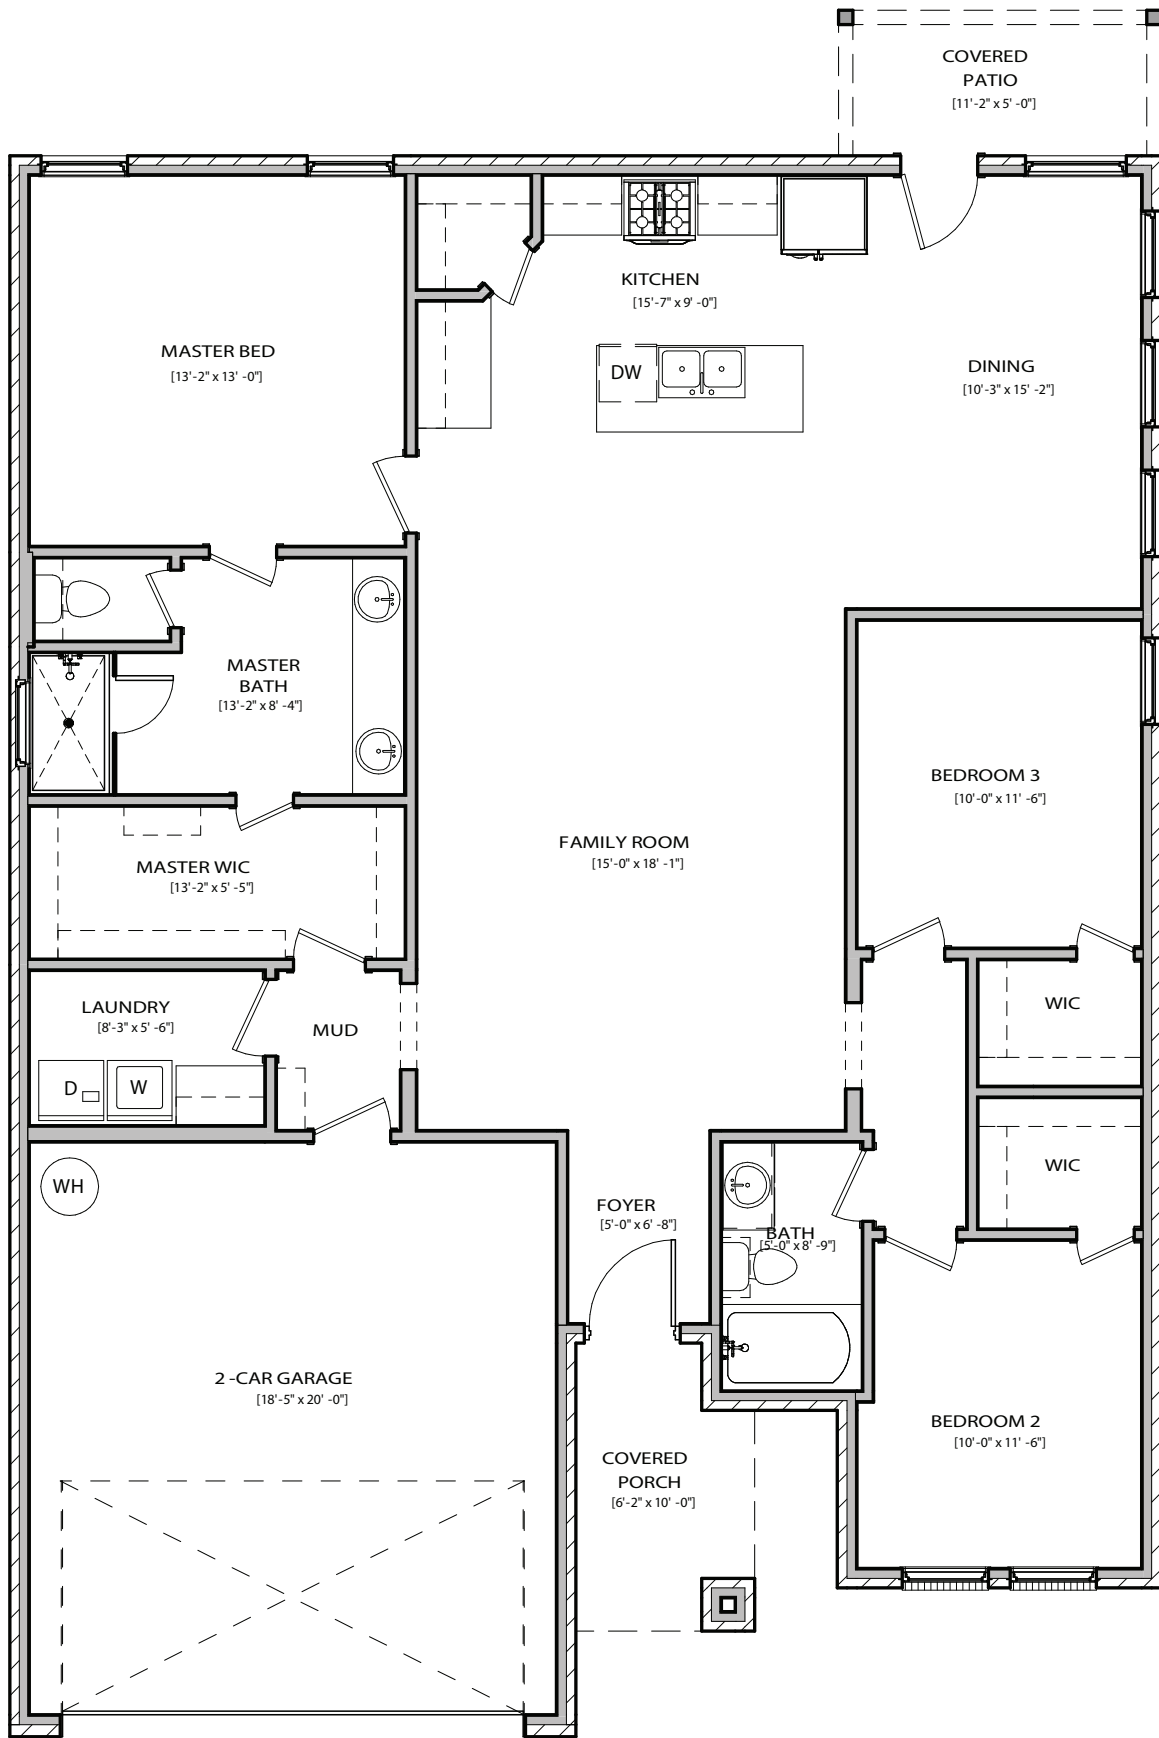 COVERED
PATIO
[11'-2" x 5' -0"]
KITCHEN
[15'-7" x 9' -0"]
MASTER BED
[13'-2" x 13' -0"]
DW
DINING
[10'-3" x 15' -2"]
MASTER
BATH
[13'-2" x 8' -4"]
BEDROOM 3
[10'-0" x 11' -6"]
FAMILY ROOM
[15'-0" x 18' -1"]
MASTER WIC
[13'-2" x 5' -5"]
LAUNDRY
[8'-3" x 5' -6"]
MUD
WIC
D
W
WIC
WH
FOYER
[5'-0" x 6' -8"]
BATH
[5'-0" x 8' -9"]
2 -CAR GARAGE
[18'-5" x 20' -0"]
BEDROOM 2
[10'-0" x 11' -6"]
COVERED
PORCH
[6'-2" x 10' -0"]